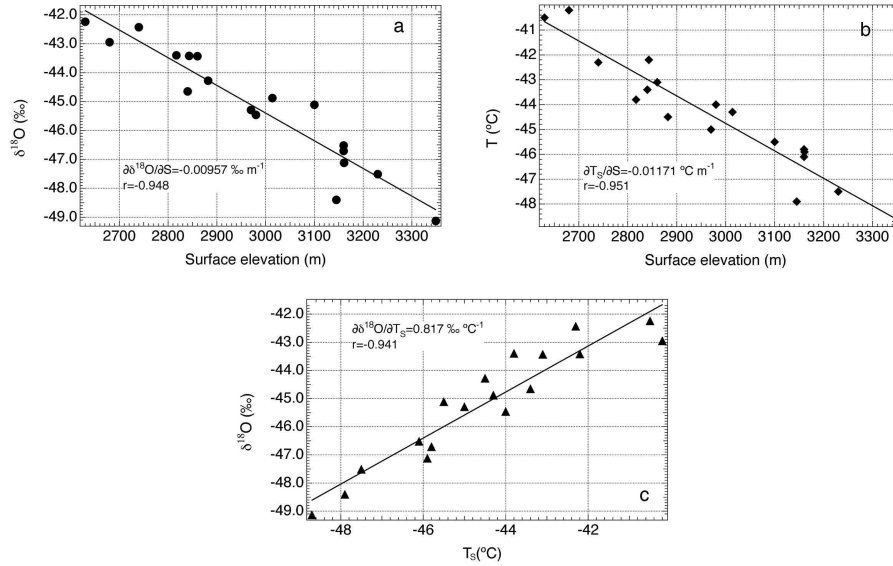 a
-42.0
-43.0
-44.0
-45.0
-46.0
-47.0
-48.0
-49.0
δ¹⁸O (‰)
∂δ¹⁸O/∂S=-0.00957 ‰ m⁻¹
r=-0.948
2700 2800 2900 3000 3100 3200 3300
Surface elevation (m)
b
-41
-42
-43
-44
-45
-46
-47
-48
T (ºC)
∂Tₛ/∂S=-0.01171 ºC m⁻¹
r=-0.951
2700 2800 2900 3000 3100 3200 3300
Surface elevation (m)
-42.0
-43.0
-44.0
-45.0
-46.0
-47.0
-48.0
-49.0
δ¹⁸O (‰)
∂δ¹⁸O/∂Tₛ=0.817 ‰ ºC⁻¹
r=-0.941
c
-48 -46 -44 -42
Tₛ(ºC)